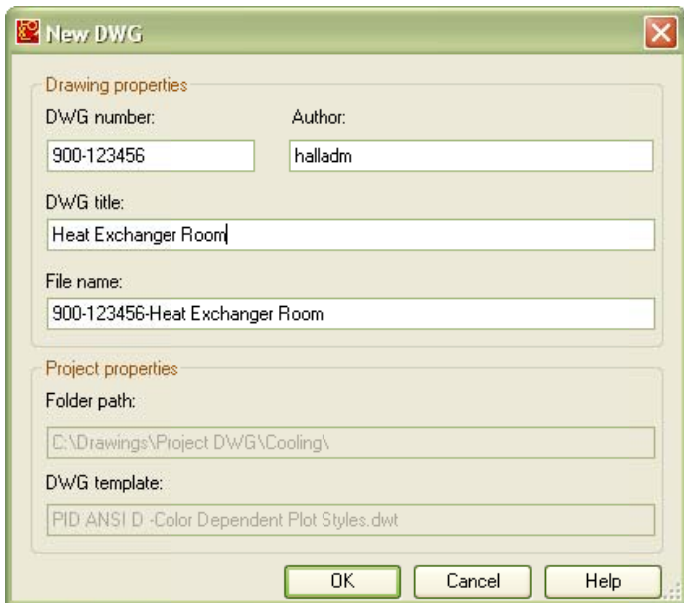 New DWG
Drawing properties
DWG number: Author:
900-123456 halladm
DWG title:
Heat Exchanger Room
File name:
900-123456-Heat Exchanger Room
Project properties
Folder path:
C:\Drawings\Project DWG\Cooling\
DWG template:
PID ANSI D -Color Dependent Plot Styles.dwt
OK Cancel Help